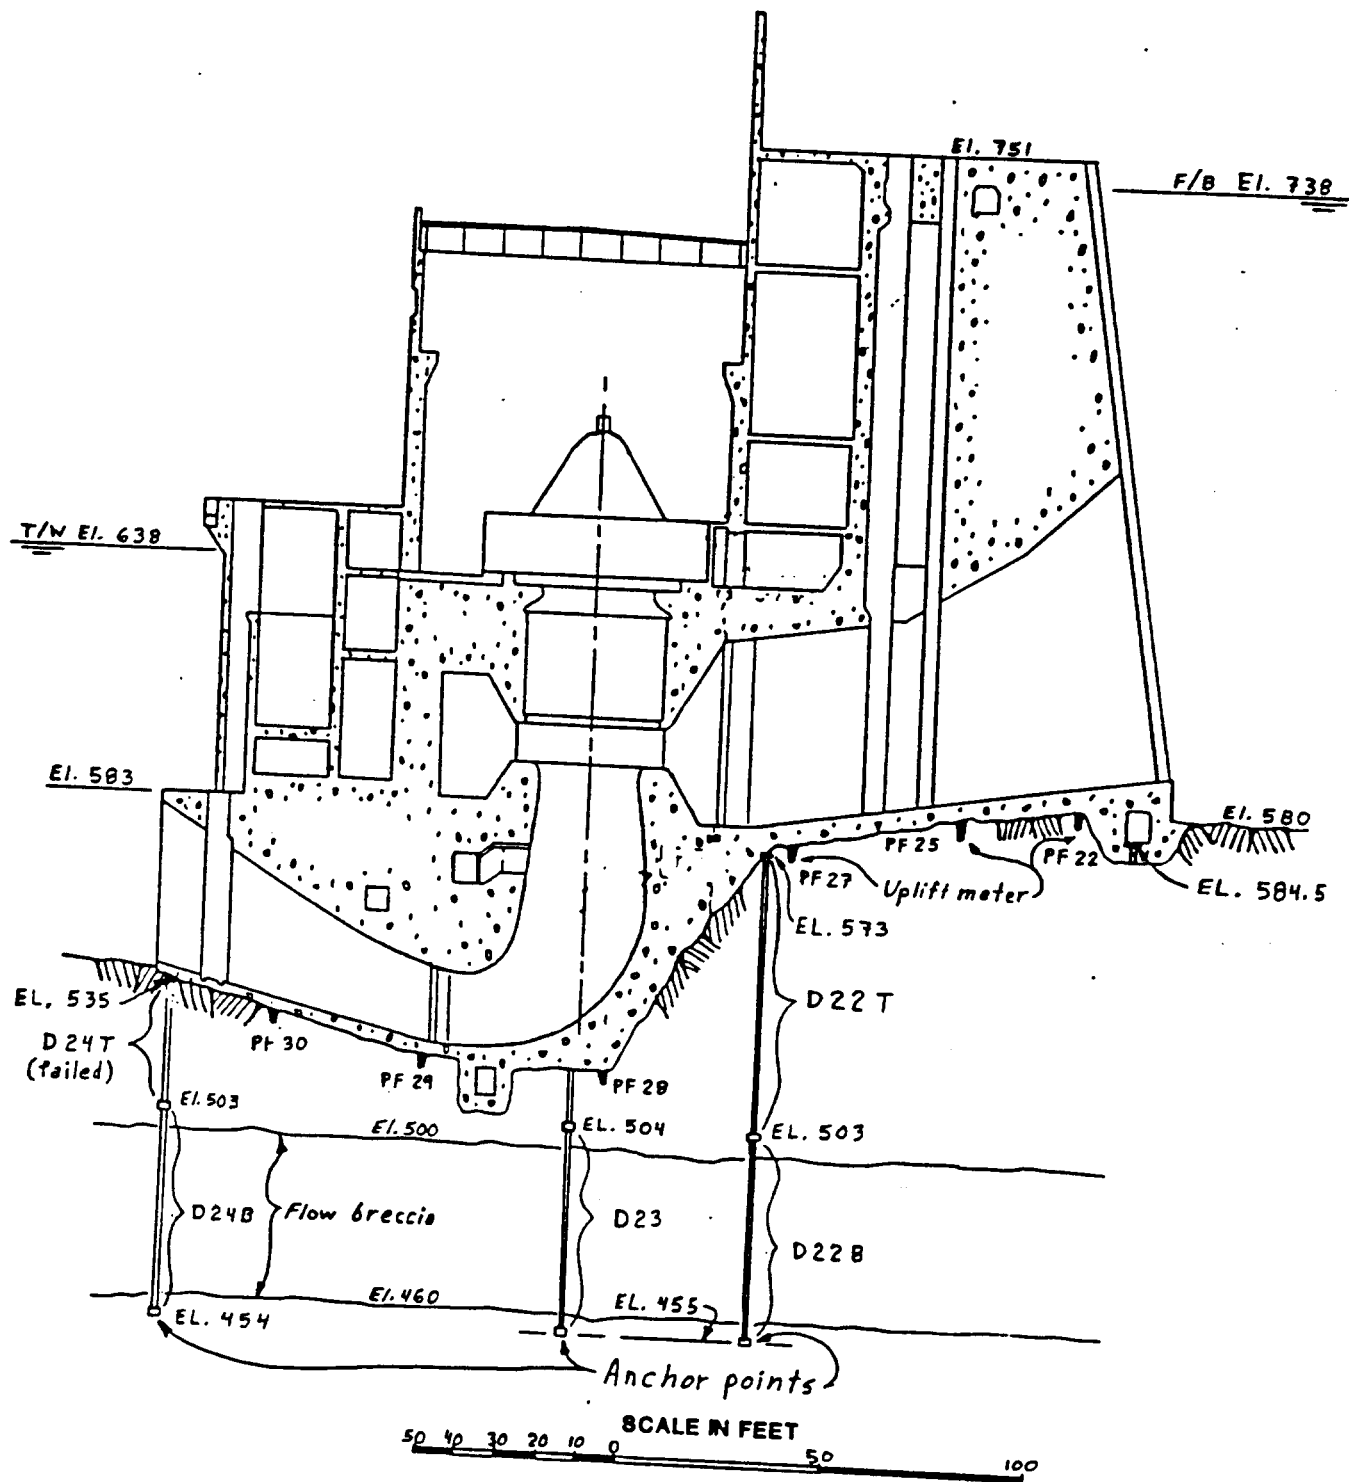 El. 751
F/B El. 738
T/W El. 638
El. 583
El. 580
PF 25
PF 22
PF 27
Uplift meter
EL. 584.5
EL. 573
EL. 535
D 24T
(failed)
Pf 30
PF 29
PF 28
D22T
El. 503
El. 500
EL. 504
EL. 503
D24B
Flow breccia
D23
D22B
El. 460
EL. 455
EL. 454
Anchor points
SCALE IN FEET
50 40 30 20 10 0 50 100